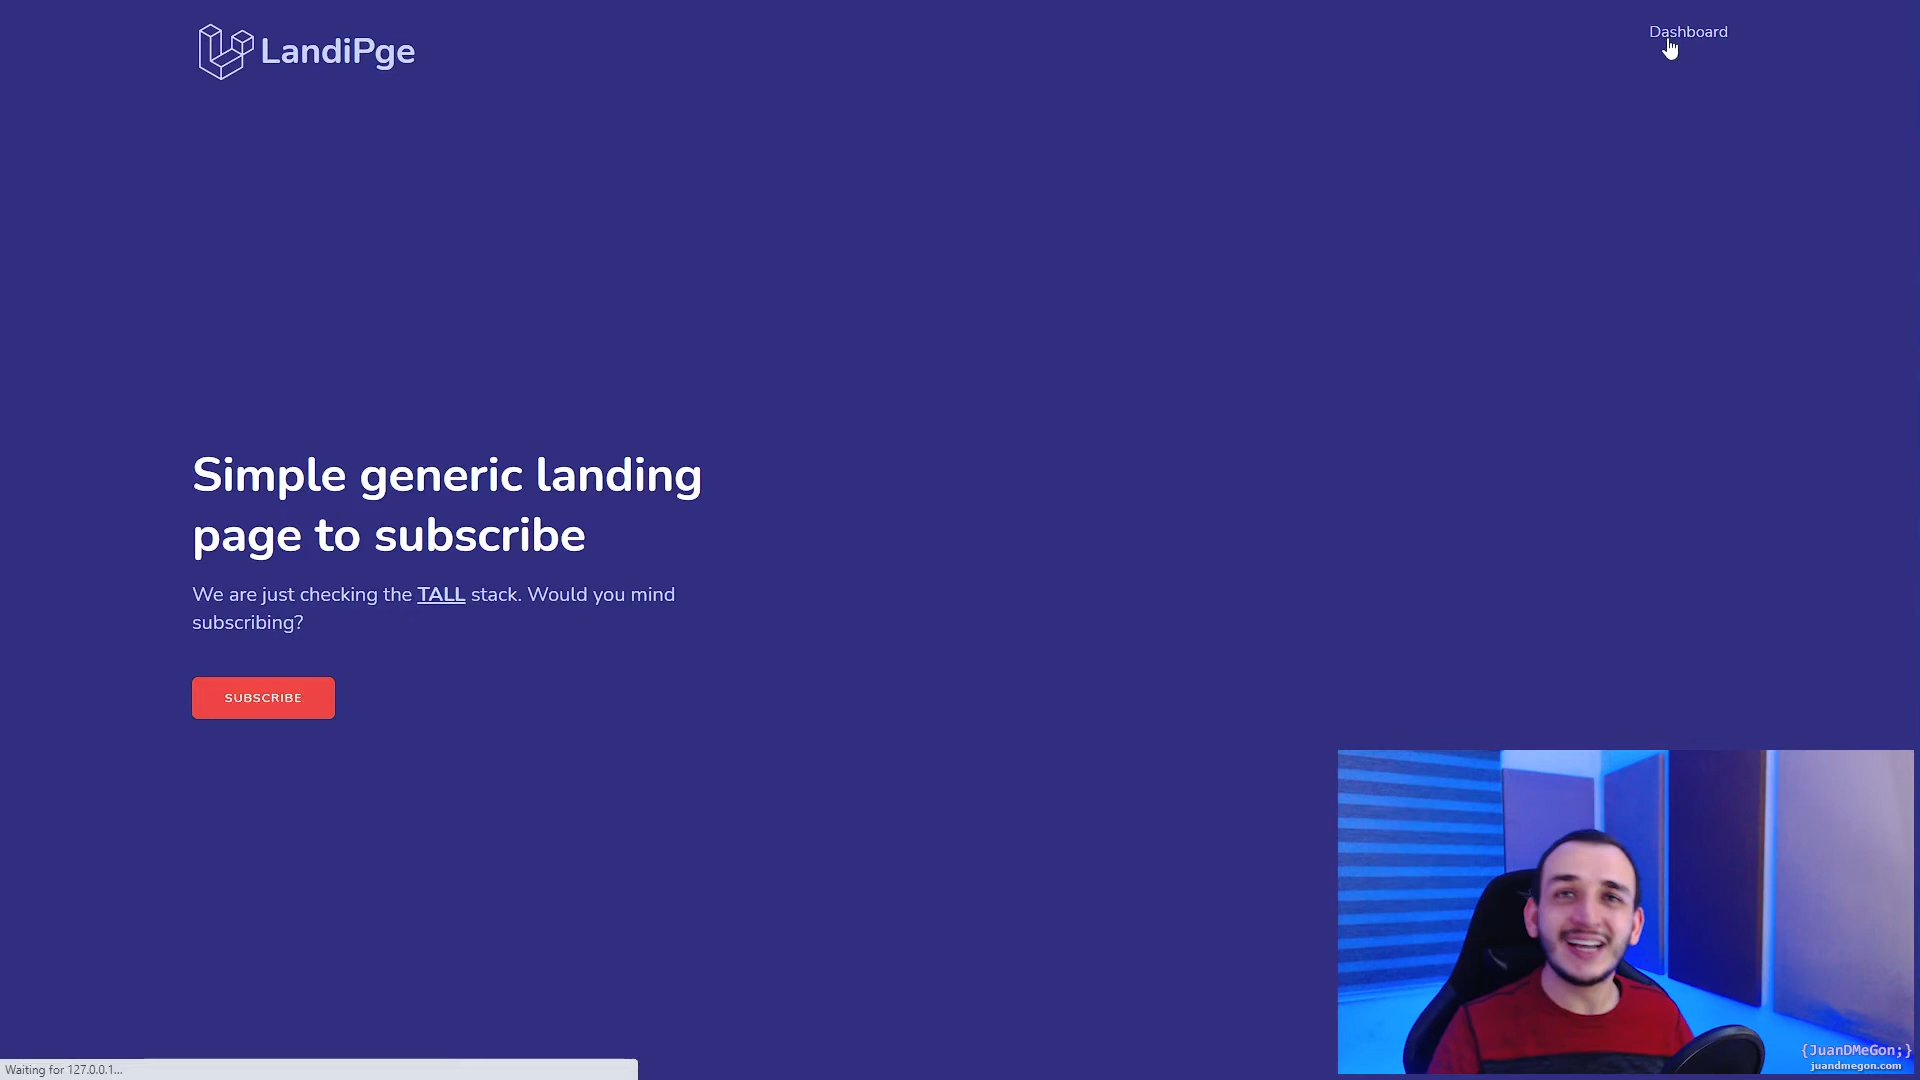 LandiPge
Dashboard
Simple generic landing
page to subscribe
We are just checking the TALL stack. Would you mind
subscribing?
SUBSCRIBE
{JuanDMeGon;}
juandmegon.com
Waiting for 127.0.0.1...